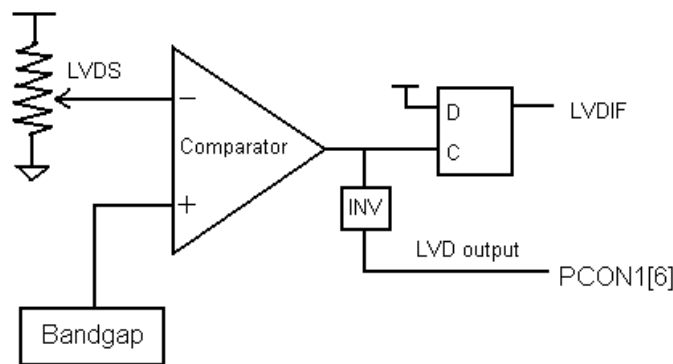 LVDS
−
Comparator
+
D
C
LVDIF
INV
LVD output
PCON1[6]
Bandgap